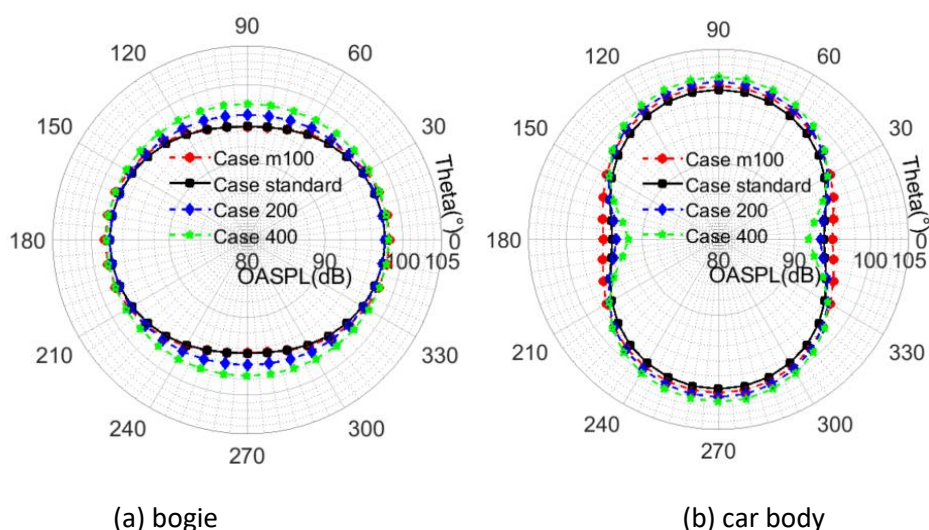 90
120
60
150
30
180
0
210
330
240
300
270
Case m100
Case standard
Case 200
Case 400
80
100
105
OASPL(dB)
Theta(°)
90
120
60
150
30
180
0
210
330
240
300
270
Case m100
Case standard
Case 200
Case 400
80
90
100
105
OASPL(dB)
Theta(°)
(a) bogie
(b) car body